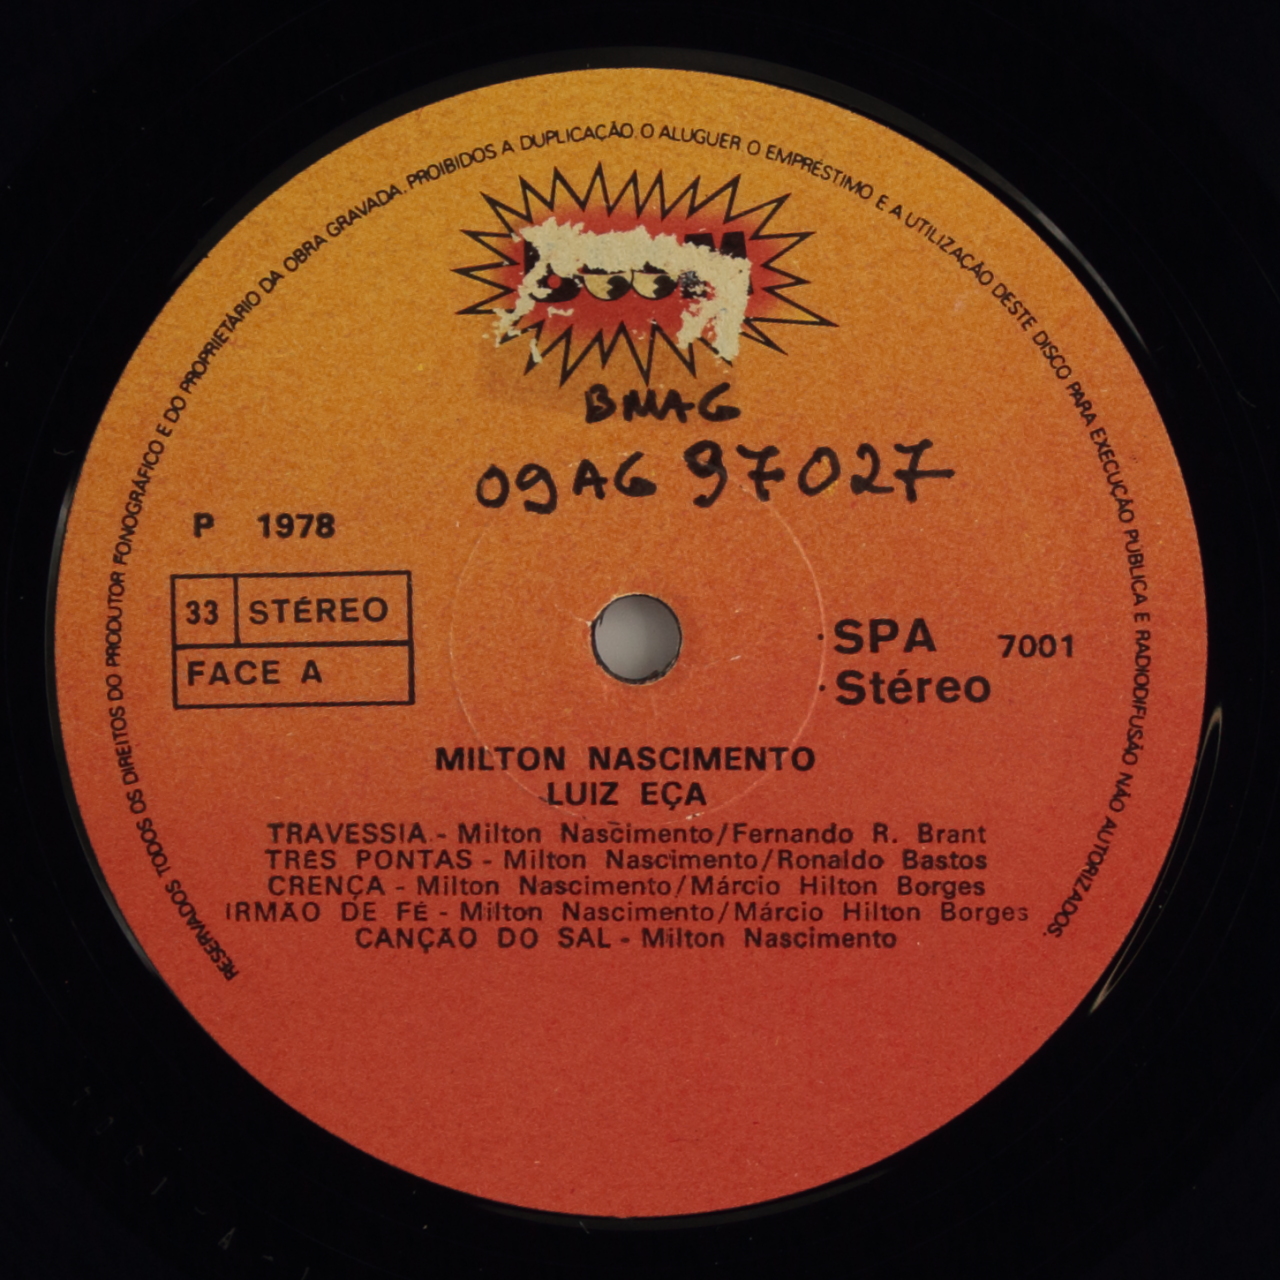 RESERVADOS TODOS OS DIREITOS DO PRODUTOR FONOGRÁFICO E DO PROPRIETÁRIO DA OBRA GRAVADA. PROIBIDOS A DUPLICAÇÃO, O ALUGUER O EMPRÉSTIMO E A UTILIZAÇÃO DESTE DISCO PARA EXECUÇÃO PÚBLICA E RADIODIFUSÃO NÃO AUTORIZADOS.
BMAG
09AG 97027
P 1978
33 STÉREO
FACE A
SPA 7001
Stéreo
MILTON NASCIMENTO
LUIZ EÇA
TRAVESSIA - Milton Nascimento/Fernando R. Brant
TRÊS PONTAS - Milton Nascimento/Ronaldo Bastos
CRENÇA - Milton Nascimento/Márcio Hilton Borges
IRMÃO DE FÉ - Milton Nascimento/Márcio Hilton Borges
CANÇÃO DO SAL - Milton Nascimento